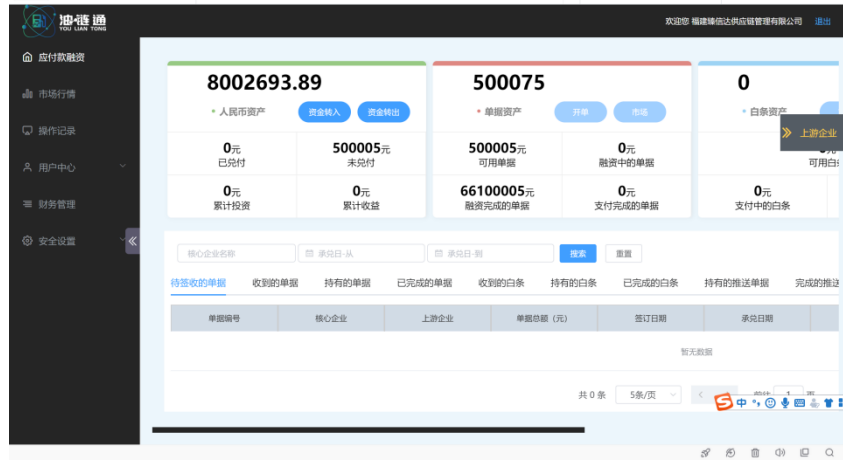 油链通
YOU LIAN TONG
欢迎您 福建臻信达供应链管理有限公司 退出
应付款融资
市场行情
操作记录
用户中心
财务管理
安全设置
8002693.89
* 人民币资产 资金转入 资金转出
0元 500005元
已兑付 未兑付
0元 0元
累计投资 累计收益
500075
* 单据资产 开单 市场
500005元 0元
可用单据 融资中的单据
66100005元 0元
融资完成的单据 支付完成的单据
0
* 白条资产
上游企业
可用白
0元
支付中的白条
核心企业名称 承兑日-从 承兑日-到 搜索 重置
待签收的单据 收到的单据 持有的单据 已完成的单据 收到的白条 持有的白条 已完成的白条 持有的推送单据 完成的推送
单据编号 核心企业 上游企业 单据总额（元） 签订日期 承兑日期
暂无数据
共 0 条 5条/页 1
中